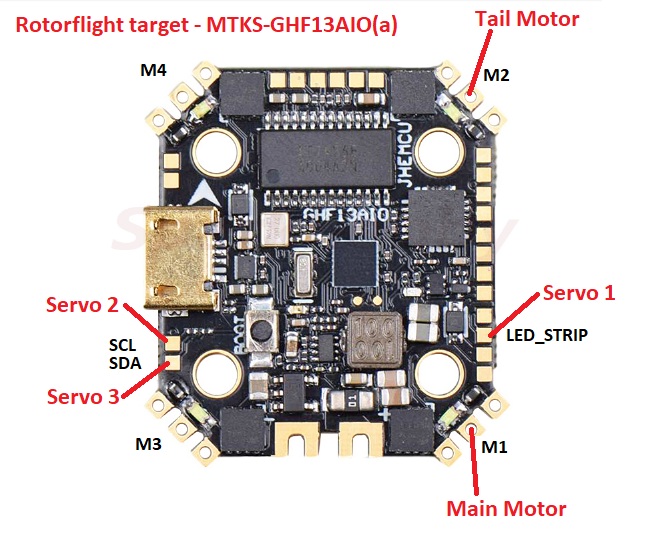 Rotorflight target - MTKS-GHF13AIO(a)
Tail Motor
M4
M2
JHEMCU
GHF13AIO
Servo 1
Servo 2
BOOT
LED_STRIP
SCL
SDA
100
Servo 3
M3
M1
Main Motor